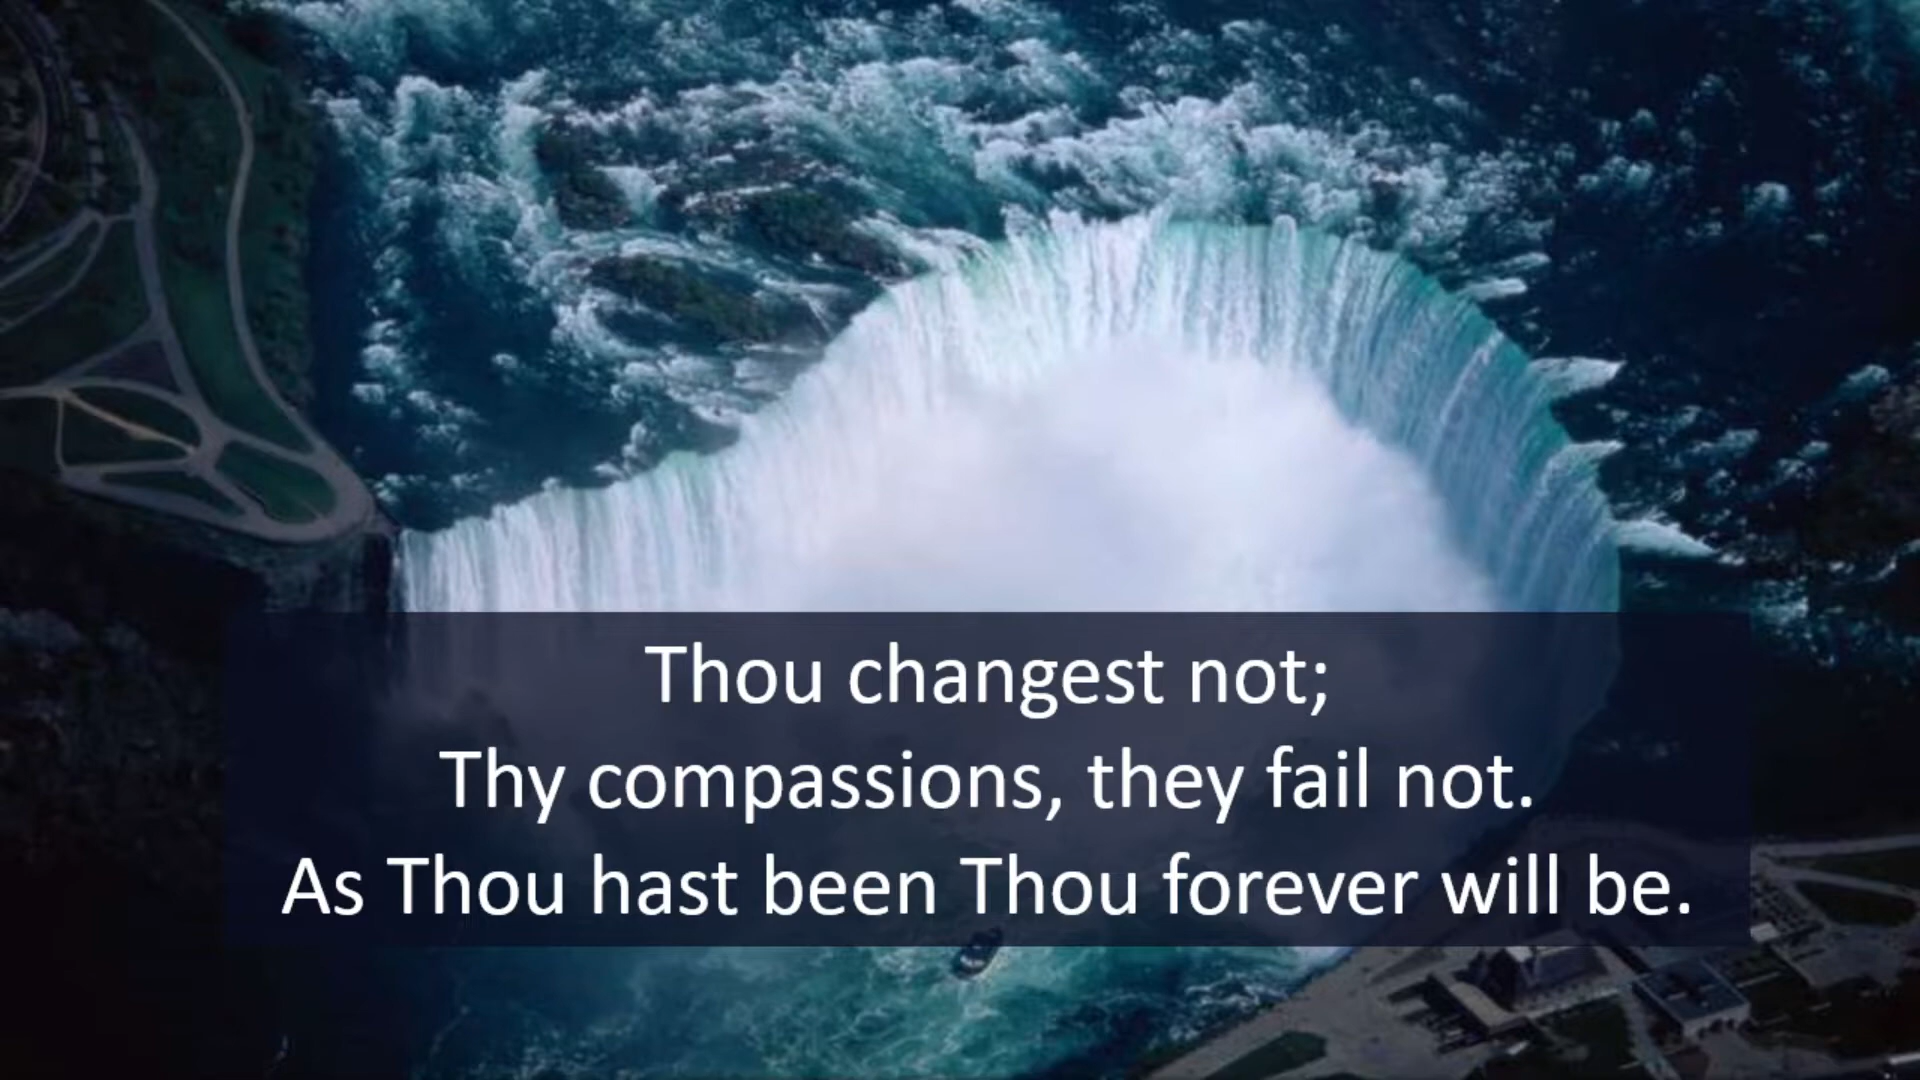 Thou changest not;
Thy compassions, they fail not.
As Thou hast been Thou forever will be.